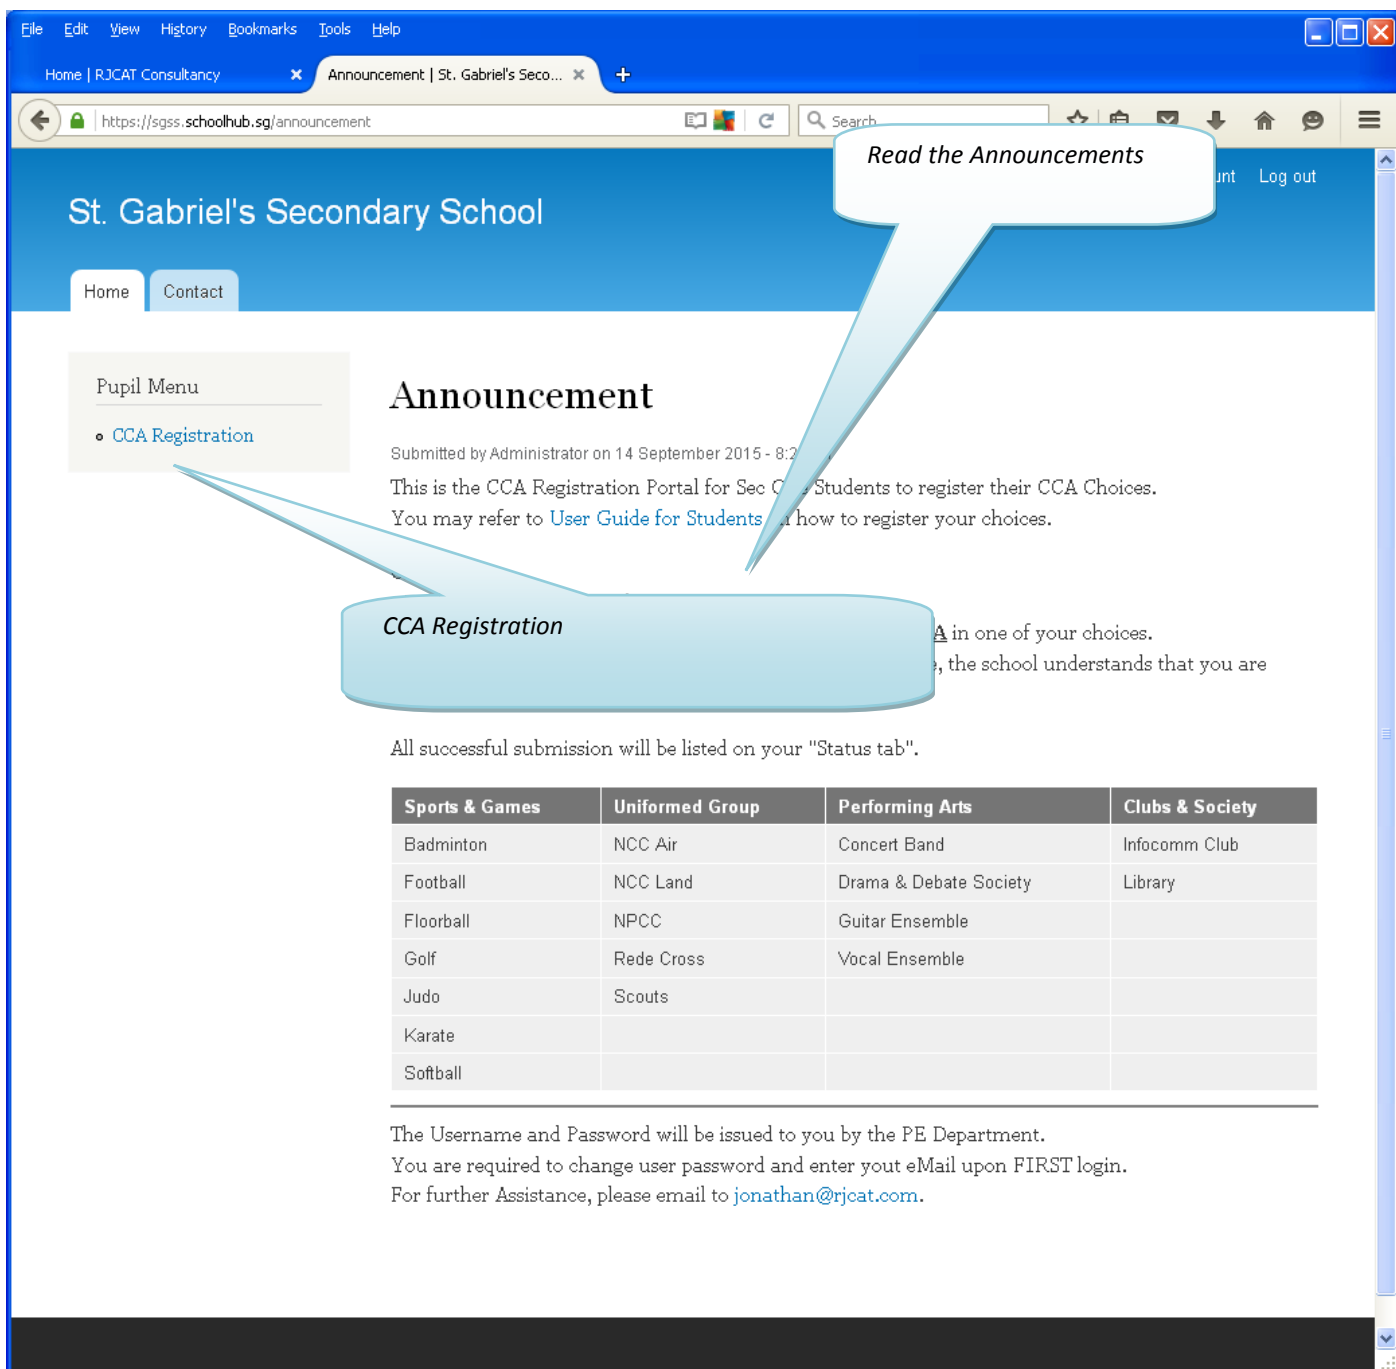 File Edit View History Bookmarks Tools Help
Home | RJCAT Consultancy
Announcement | St. Gabriel's Seco...
https://sgss.schoolhub.sg/announcement
Search
Read the Announcements
Log out
St. Gabriel's Secondary School
Home Contact
Pupil Menu
CCA Registration
Announcement
Submitted by Administrator on 14 September 2015 - 
This is the CCA Registration Portal for Sec Students to register their CCA Choices.
You may refer to User Guide for Students how to register your choices.
CCA Registration
in one of your choices.
the school understands that you are
All successful submission will be listed on your "Status tab".
Sports & Games Uniformed Group Performing Arts Clubs & Society
Badminton NCC Air Concert Band Infocomm Club
Football NCC Land Drama & Debate Society Library
Floorball NPCC Guitar Ensemble
Golf Rede Cross Vocal Ensemble
Judo Scouts
Karate
Softball
The Username and Password will be issued to you by the PE Department.
You are required to change user password and enter yout eMail upon FIRST login.
For further Assistance, please email to jonathan@rjcat.com.